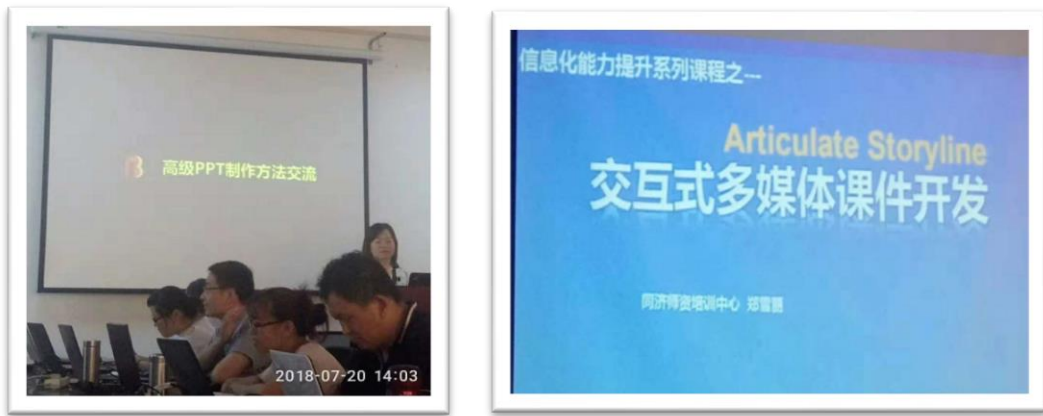 高级PPT制作方法交流
2018-07-20 14:03
信息化能力提升系列课程之---
Articulate Storyline
交互式多媒体课件开发
同济师资培训中心 郑雪